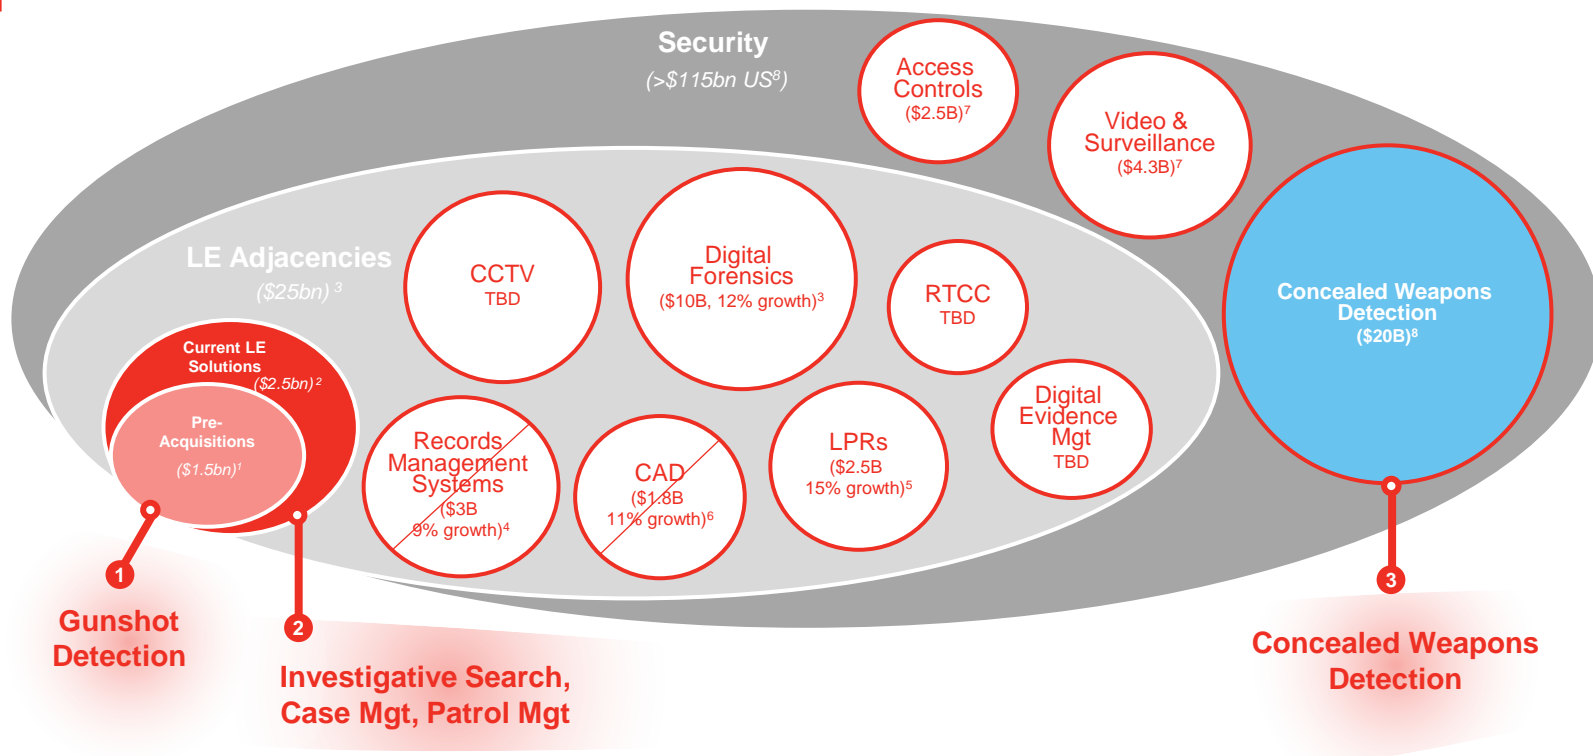 Security
(>$115bn US⁸)
Access
Controls
($2.5B)⁷
Video &
Surveillance
($4.3B)⁷
LE Adjacencies
($25bn) ³
CCTV
TBD
Digital
Forensics
($10B, 12% growth)³
RTCC
TBD
Concealed Weapons
Detection
($20B)⁸
Current LE
Solutions
($2.5bn)²
Pre-
Acquisitions
($1.5bn)¹
Records
Management
Systems
($3B
9% growth)⁴
CAD
($1.8B
11% growth)⁶
LPRs
($2.5B
15% growth)⁵
Digital
Evidence
Mgt
TBD
1
Gunshot
Detection
2
Investigative Search,
Case Mgt, Patrol Mgt
3
Concealed Weapons
Detection